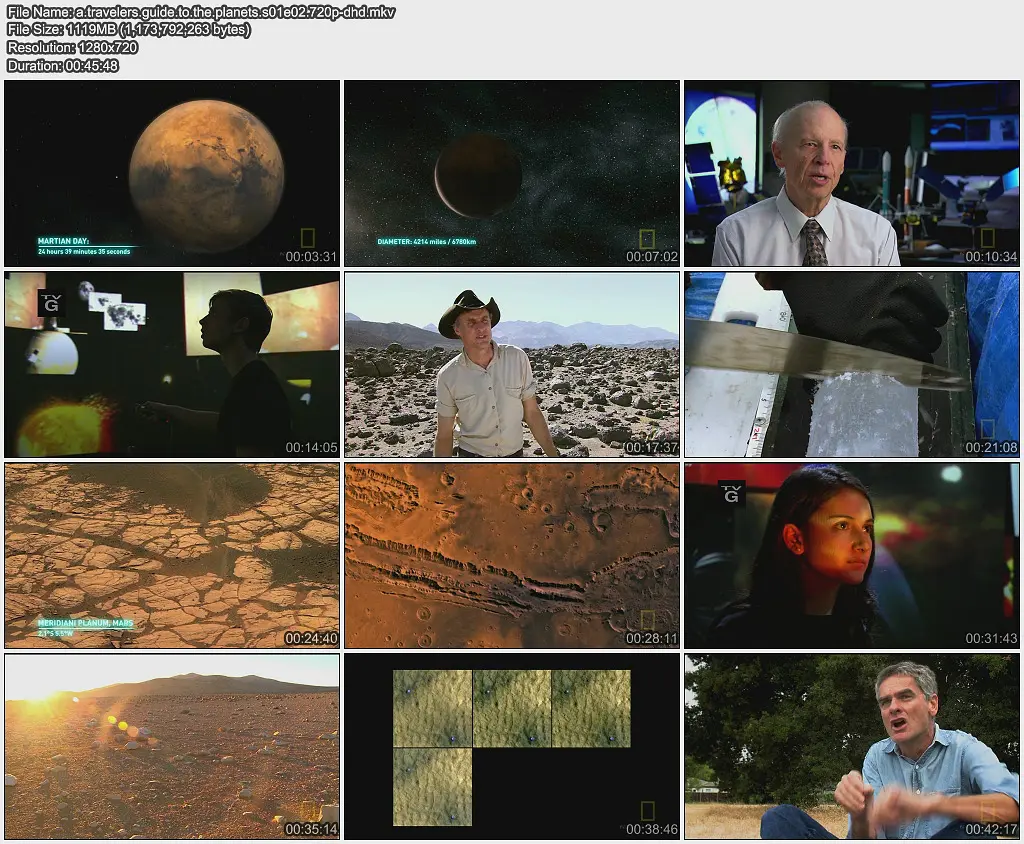 File Name: a.travelers.guide.to.the.planets.s01e02.720p-dhd.mkv
File Size: 1119MB (1,173,792,263 bytes)
Resolution: 1280x720
Duration: 00:45:48
MARTIAN DAY:
24 hours 39 minutes 35 seconds
00:03:31
DIAMETER: 4214 miles / 6780km
00:07:02
00:10:34
TV
G
00:14:05
00:17:37
00:21:08
MERIDIANI PLANUM, MARS
2.1°S 5.5°W
00:24:40
00:28:11
TV
G
00:31:43
00:35:14
00:38:46
00:42:17